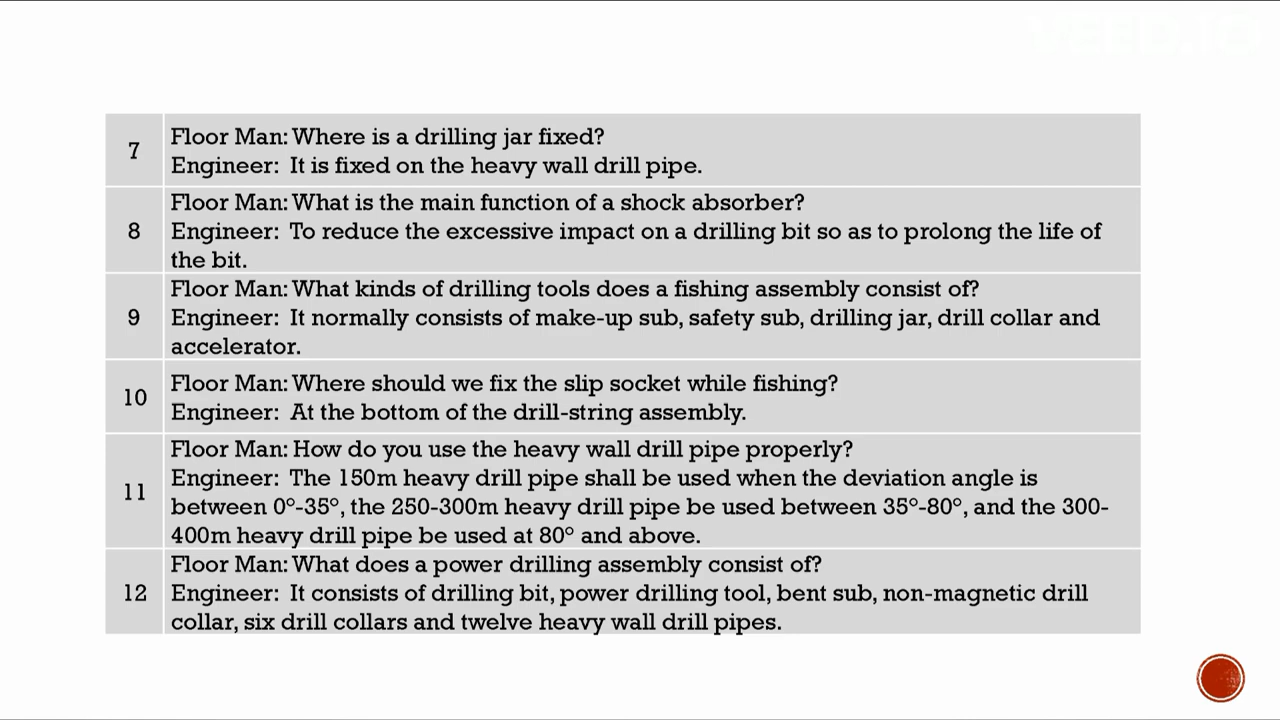 7
Floor Man: Where is a drilling jar fixed?
Engineer: It is fixed on the heavy wall drill pipe.
8
Floor Man: What is the main function of a shock absorber?
Engineer: To reduce the excessive impact on a drilling bit so as to prolong the life of
the bit.
9
Floor Man: What kinds of drilling tools does a fishing assembly consist of?
Engineer: It normally consists of make-up sub, safety sub, drilling jar, drill collar and
accelerator.
10
Floor Man: Where should we fix the slip socket while fishing?
Engineer: At the bottom of the drill-string assembly.
11
Floor Man: How do you use the heavy wall drill pipe properly?
Engineer: The 150m heavy drill pipe shall be used when the deviation angle is
between 0°-35°, the 250-300m heavy drill pipe be used between 35°-80°, and the 300-
400m heavy drill pipe be used at 80° and above.
12
Floor Man: What does a power drilling assembly consist of?
Engineer: It consists of drilling bit, power drilling tool, bent sub, non-magnetic drill
collar, six drill collars and twelve heavy wall drill pipes.